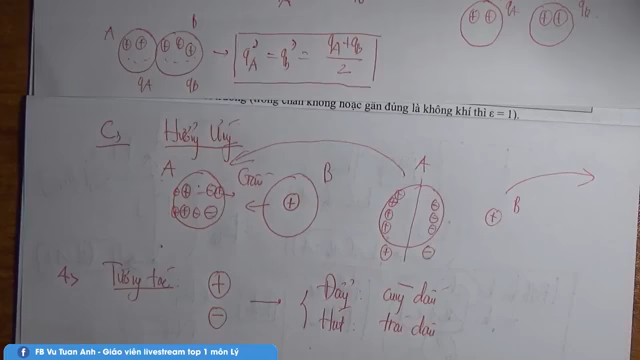 A B qA qB
A B → q'A = q'B = (qA + qB)/2
qA qB
trường (trong chân không hoặc gần đúng là không khí thì ε = 1).
C, Hưởng Ứng
A Gần B A B
4> Tương tác + → Đẩy: cùng dấu
− Hút: trái dấu
FB Vu Tuan Anh - Giáo viên livestream top 1 môn Lý